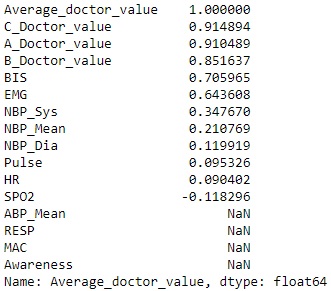 Average_doctor_value 1.000000
C_Doctor_value 0.914894
A_Doctor_value 0.910489
B_Doctor_value 0.851637
BIS 0.705965
EMG 0.643608
NBP_Sys 0.347670
NBP_Mean 0.210769
NBP_Dia 0.119919
Pulse 0.095326
HR 0.090402
SPO2 -0.118296
ABP_Mean NaN
RESP NaN
MAC NaN
Awareness NaN
Name: Average_doctor_value, dtype: float64